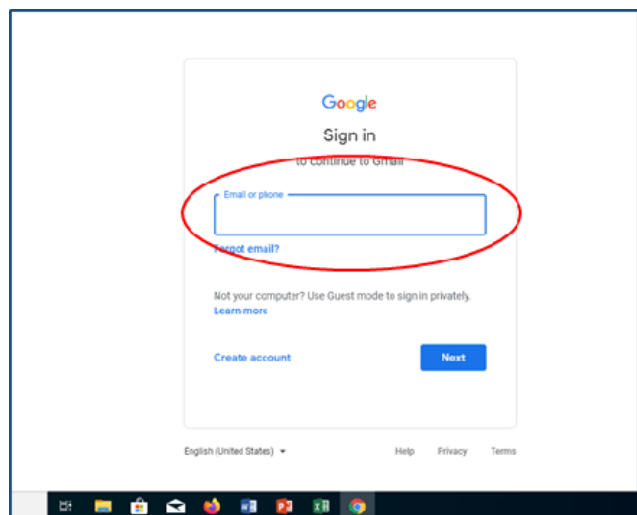 Google
Sign in
to continue to Gmail
Email or phone
Forgot email?
Not your computer? Use Guest mode to sign in privately.
Learn more
Create account
Next
English (United States)
Help Privacy Terms